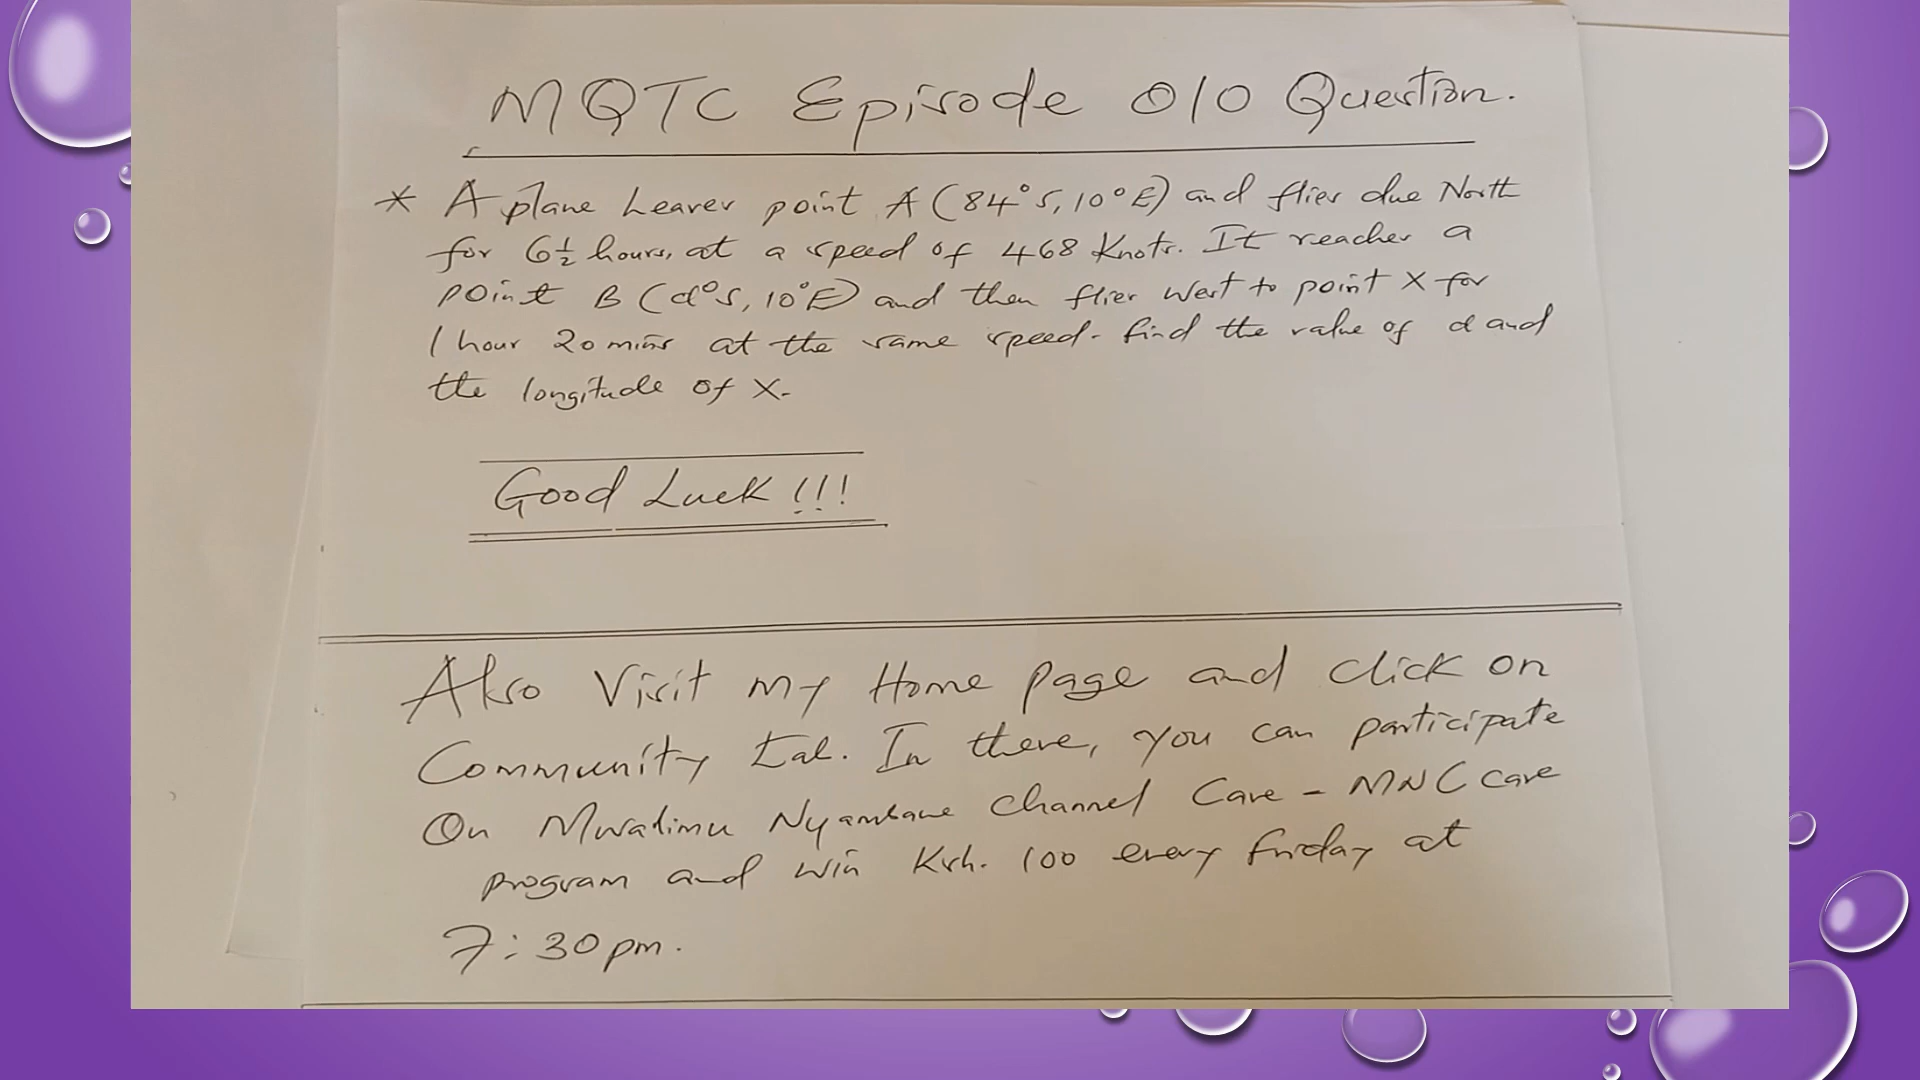 MQTC Episode 010 Question.
* A plane Leaves point A (84°S, 10°E) and flies due North
for 6½ hours, at a speed of 468 Knots. It reaches a
point B (d°S, 10°E) and then flies West to point X for
1 hour 20 mins at the same speed. find the value of d and
the longitude of X.
Good Luck !!!
Also Visit my Home page and click on
Community tab. In there, you can participate
On Mwalimu Nyambane Channel Care - MNC Care
program and win Ksh. 100 every friday at
7:30pm.